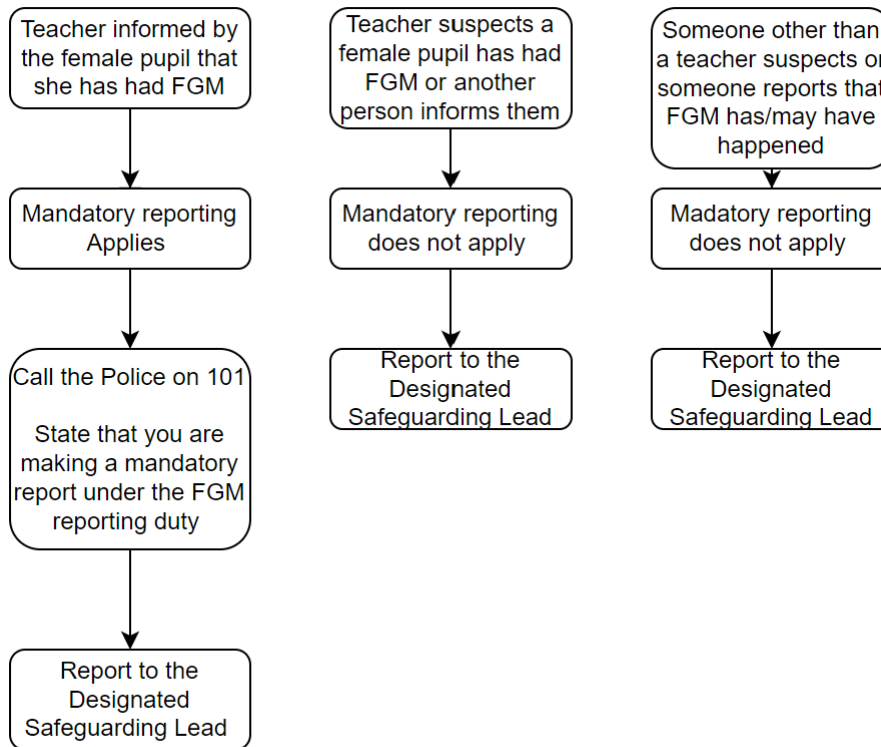 Teacher informed by
the female pupil that
she has had FGM
Mandatory reporting
Applies
Call the Police on 101
State that you are
making a mandatory
report under the FGM
reporting duty
Report to the
Designated
Safeguarding Lead
Teacher suspects a
female pupil has had
FGM or another
person informs them
Mandatory reporting
does not apply
Report to the
Designated
Safeguarding Lead
Someone other than
a teacher suspects or
someone reports that
FGM has/may have
happened
Madatory reporting
does not apply
Report to the
Designated
Safeguarding Lead